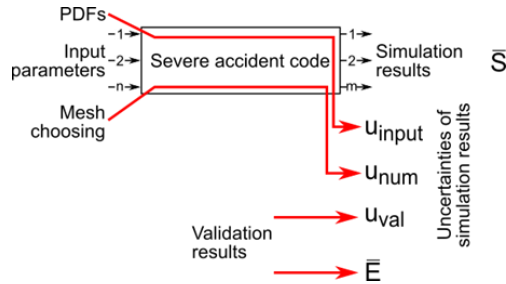 PDFs
1
1
Input
parameters
2
Severe accident code
2
Simulation
results
S̄
n
m
Mesh
choosing
u_input
u_num
u_val
Uncertainties of
simulation results
Validation
results
Ē